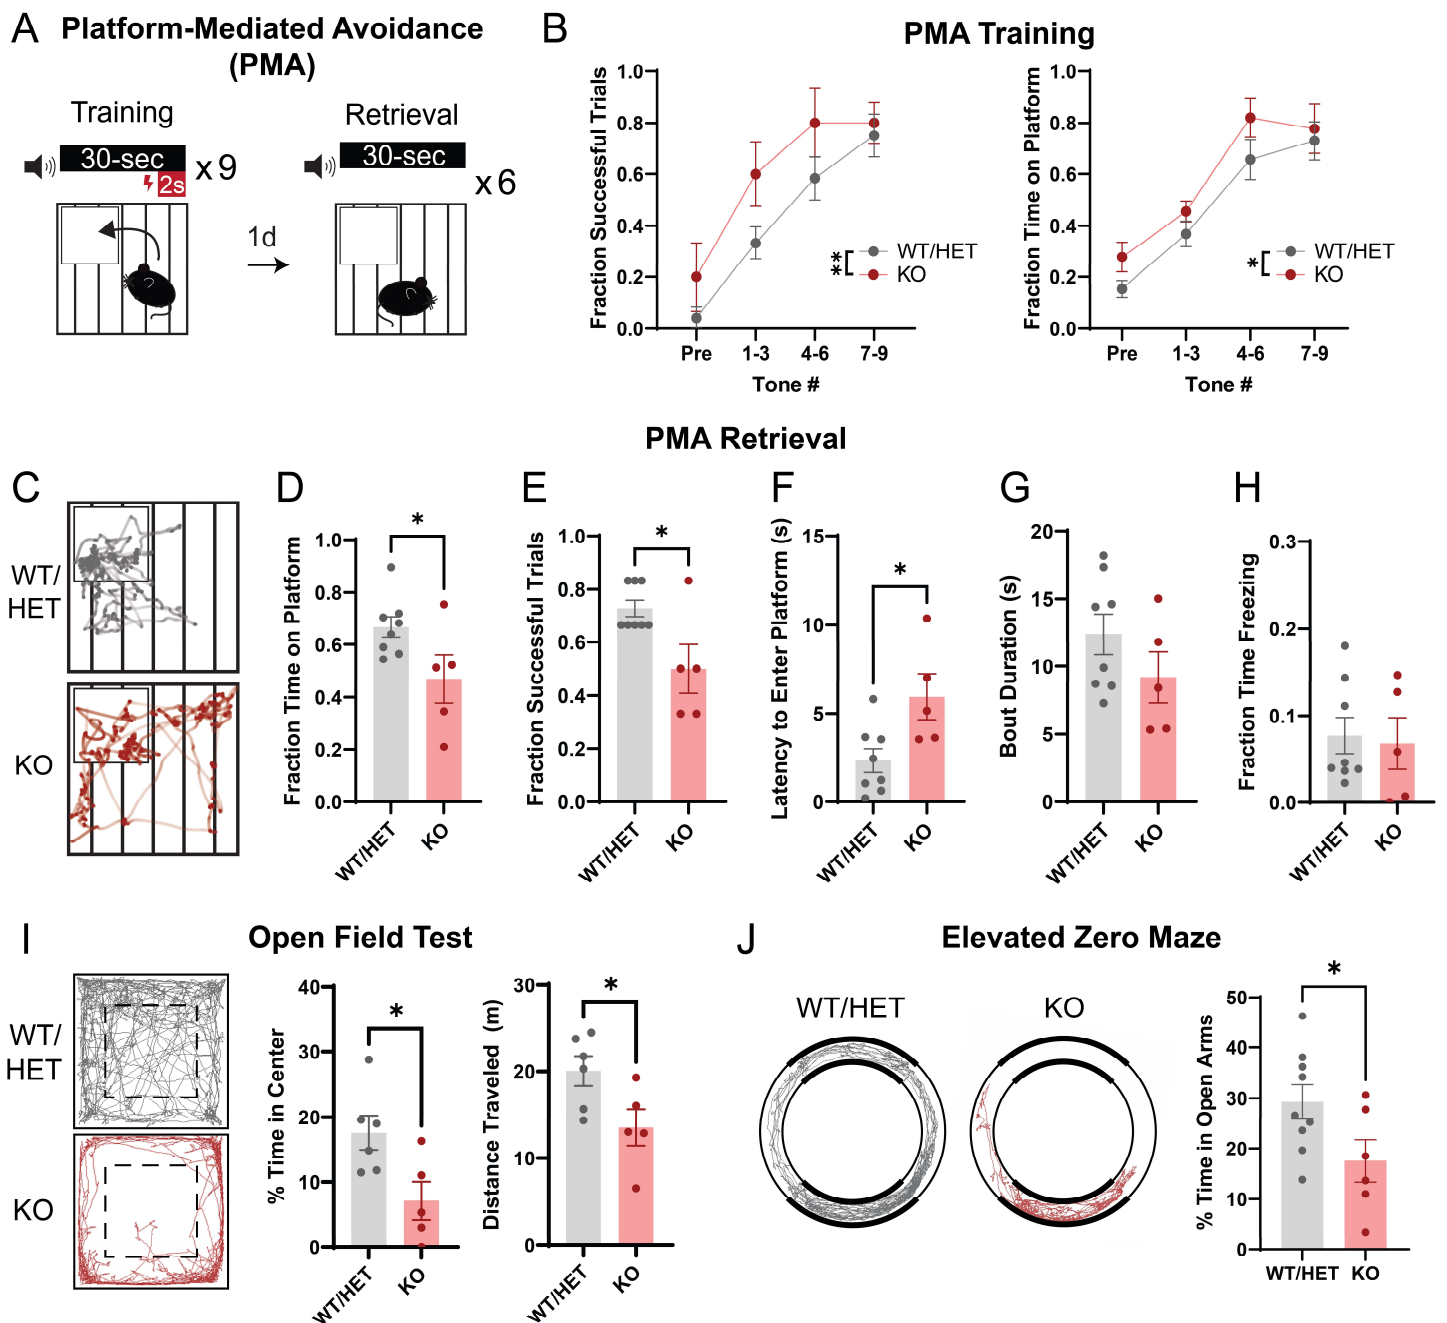 A
Platform-Mediated Avoidance
(PMA)
Training
30-sec
2s
x 9
1d
Retrieval
30-sec
x 6
B
PMA Training
Fraction Successful Trials
1.0
0.8
0.6
0.4
0.2
0.0
Pre
1-3
4-6
7-9
Tone #
**
WT/HET
KO
Fraction Time on Platform
1.0
0.8
0.6
0.4
0.2
0.0
Pre
1-3
4-6
7-9
Tone #
*
WT/HET
KO
PMA Retrieval
C
WT/
HET
KO
D
Fraction Time on Platform
1.0
0.8
0.6
0.4
0.2
0.0
*
WT/HET
KO
E
Fraction Successful Trials
1.0
0.8
0.6
0.4
0.2
0.0
*
WT/HET
KO
F
Latency to Enter Platform (s)
15
10
5
0
*
WT/HET
KO
G
Bout Duration (s)
20
15
10
5
0
WT/HET
KO
H
Fraction Time Freezing
0.3
0.2
0.1
0.0
WT/HET
KO
I
Open Field Test
WT/
HET
KO
% Time in Center
40
30
20
10
0
*
WT/HET
KO
Distance Traveled (m)
30
20
10
0
*
WT/HET
KO
J
Elevated Zero Maze
WT/HET
KO
% Time in Open Arms
50
40
30
20
10
0
*
WT/HET
KO